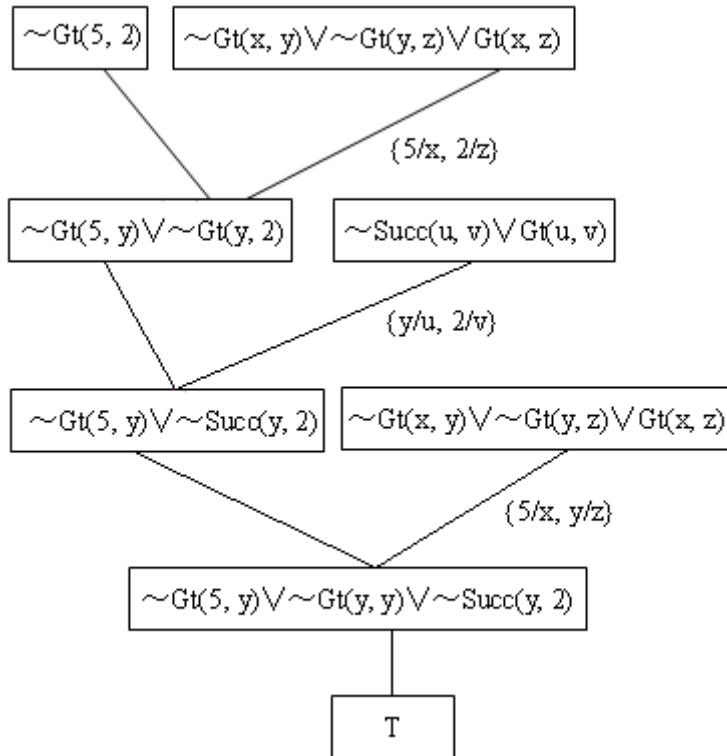 ～Gt(5, 2)
～Gt(x, y)∨～Gt(y, z)∨Gt(x, z)
{5/x, 2/z}
～Gt(5, y)∨～Gt(y, 2)
～Succ(u, v)∨Gt(u, v)
{y/u, 2/v}
～Gt(5, y)∨～Succ(y, 2)
～Gt(x, y)∨～Gt(y, z)∨Gt(x, z)
{5/x, y/z}
～Gt(5, y)∨～Gt(y, y)∨～Succ(y, 2)
T